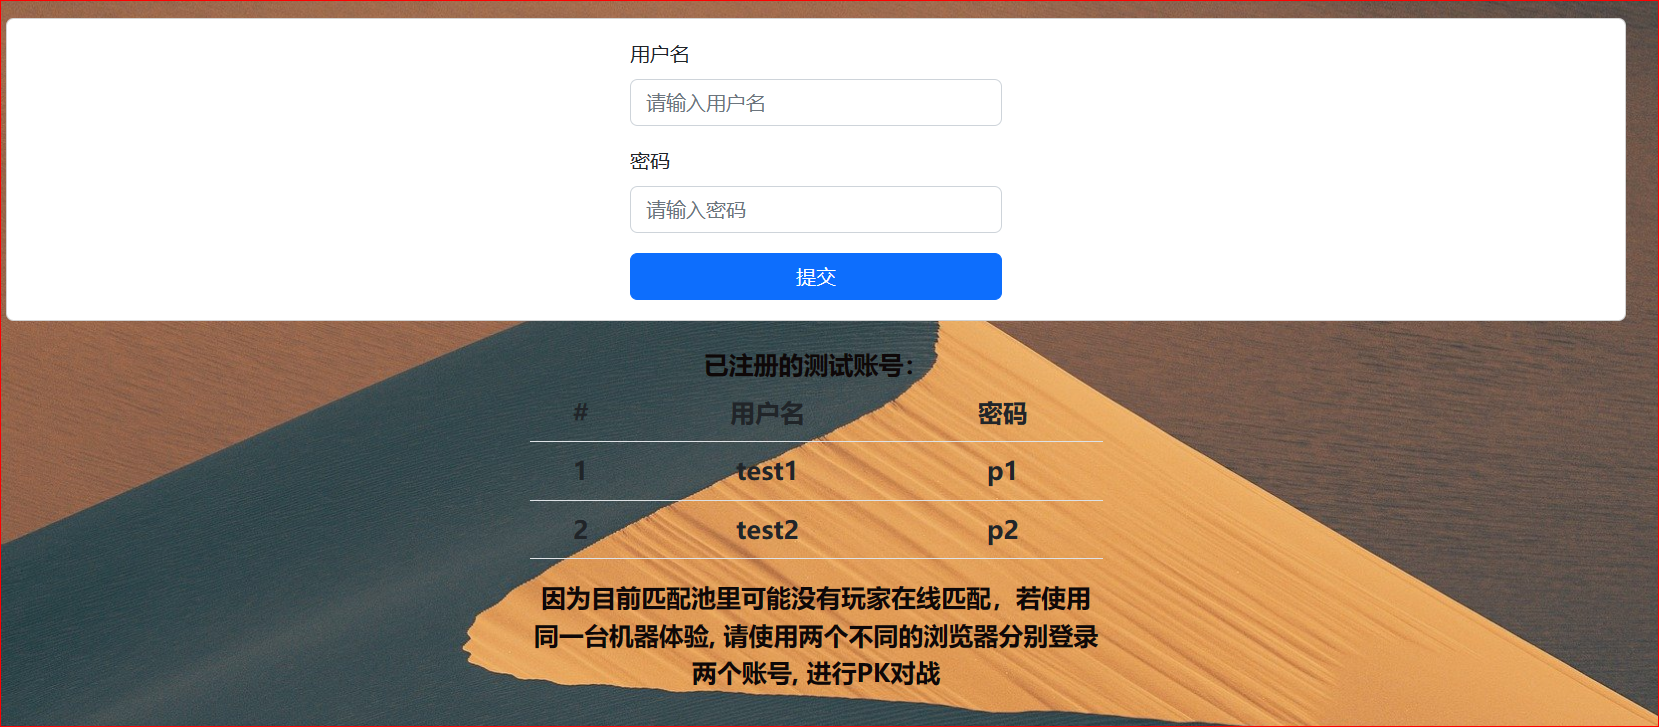 用户名
请输入用户名
密码
请输入密码
提交
已注册的测试账号：
# 用户名 密码
1 test1 p1
2 test2 p2
因为目前匹配池里可能没有玩家在线匹配，若使用
同一台机器体验, 请使用两个不同的浏览器分别登录
两个账号, 进行PK对战